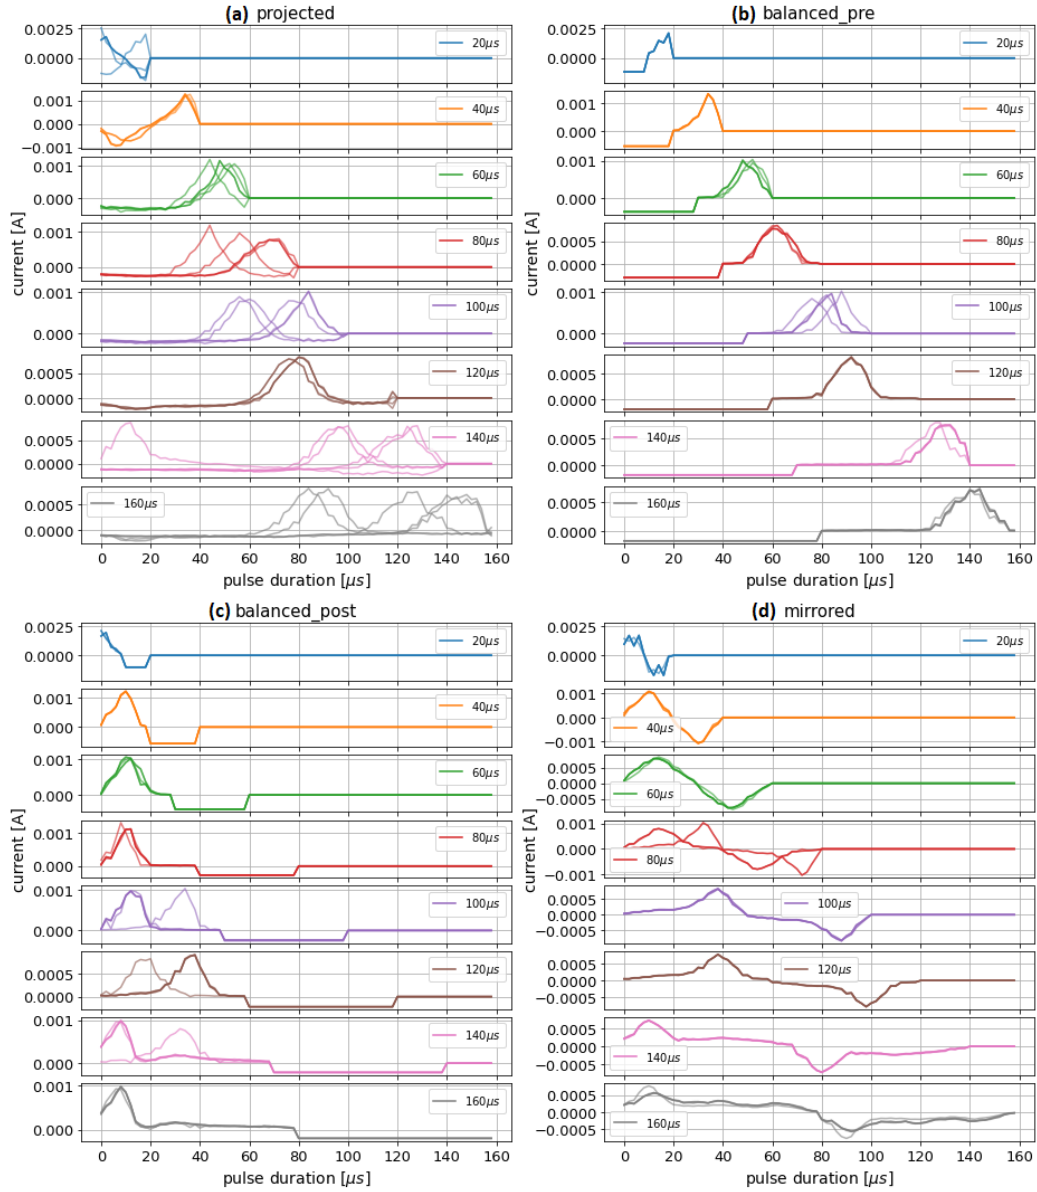 (a) projected
0.0025
0.0000
20μs
0.001
0.000
−0.001
40μs
0.001
0.000
60μs
0.001
0.000
80μs
current [A]
0.001
0.000
100μs
0.0005
0.0000
120μs
0.0005
0.0000
140μs
0.0005
0.0000
160μs
0 20 40 60 80 100 120 140 160
pulse duration [μs]
(b) balanced_pre
0.0025
0.0000
20μs
0.001
0.000
40μs
0.001
0.000
60μs
0.0005
0.0000
80μs
current [A]
0.001
0.000
100μs
0.0005
0.0000
120μs
0.0005
0.0000
140μs
0.0005
0.0000
160μs
0 20 40 60 80 100 120 140 160
pulse duration [μs]
(c) balanced_post
0.0025
0.0000
20μs
0.001
0.000
40μs
0.001
0.000
60μs
0.001
0.000
80μs
current [A]
0.001
0.000
100μs
0.0005
0.0000
120μs
0.001
0.000
140μs
0.001
0.000
160μs
0 20 40 60 80 100 120 140 160
pulse duration [μs]
(d) mirrored
0.0025
0.0000
20μs
0.001
0.000
−0.001
40μs
0.0005
0.0000
−0.0005
60μs
0.001
0.000
−0.001
80μs
current [A]
0.0005
0.0000
−0.0005
100μs
0.0005
0.0000
−0.0005
120μs
0.0005
0.0000
−0.0005
140μs
0.0005
0.0000
−0.0005
160μs
0 20 40 60 80 100 120 140 160
pulse duration [μs]